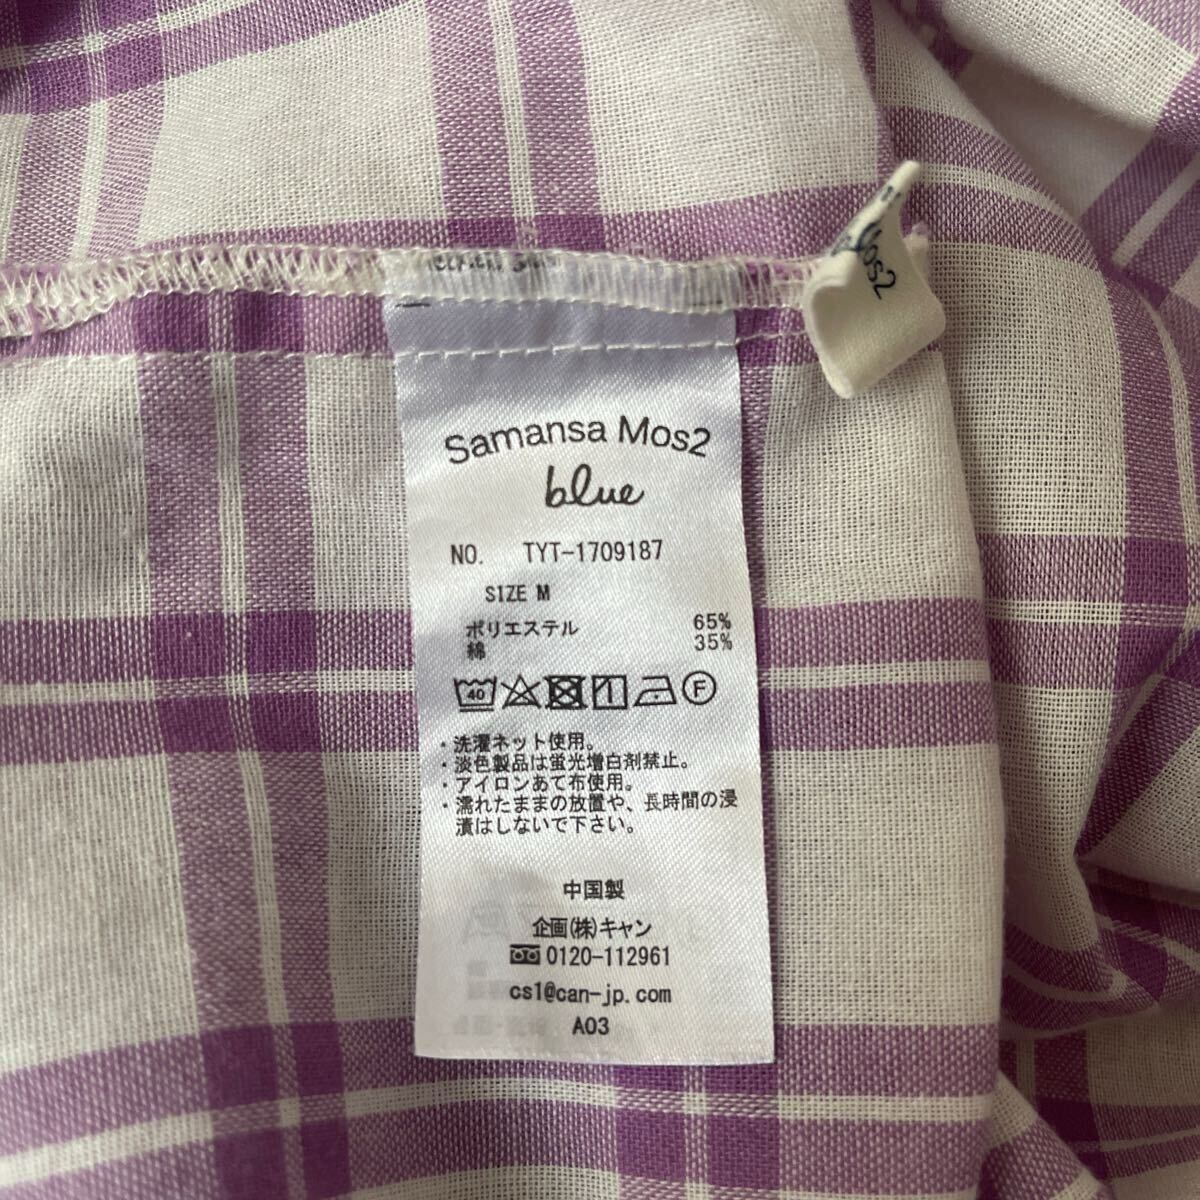 Mos2
Samansa Mos2
blue
NO. TYT-1709187
SIZE M
ポリエステル 65%
綿 35%
40 F
・洗濯ネット使用。
・淡色製品は蛍光増白剤禁止。
・アイロンあて布使用。
・濡れたままの放置や、長時間の浸
漬はしないで下さい。
中国製
企画(株)キャン
0120-112961
cs1@can-jp.com
A03